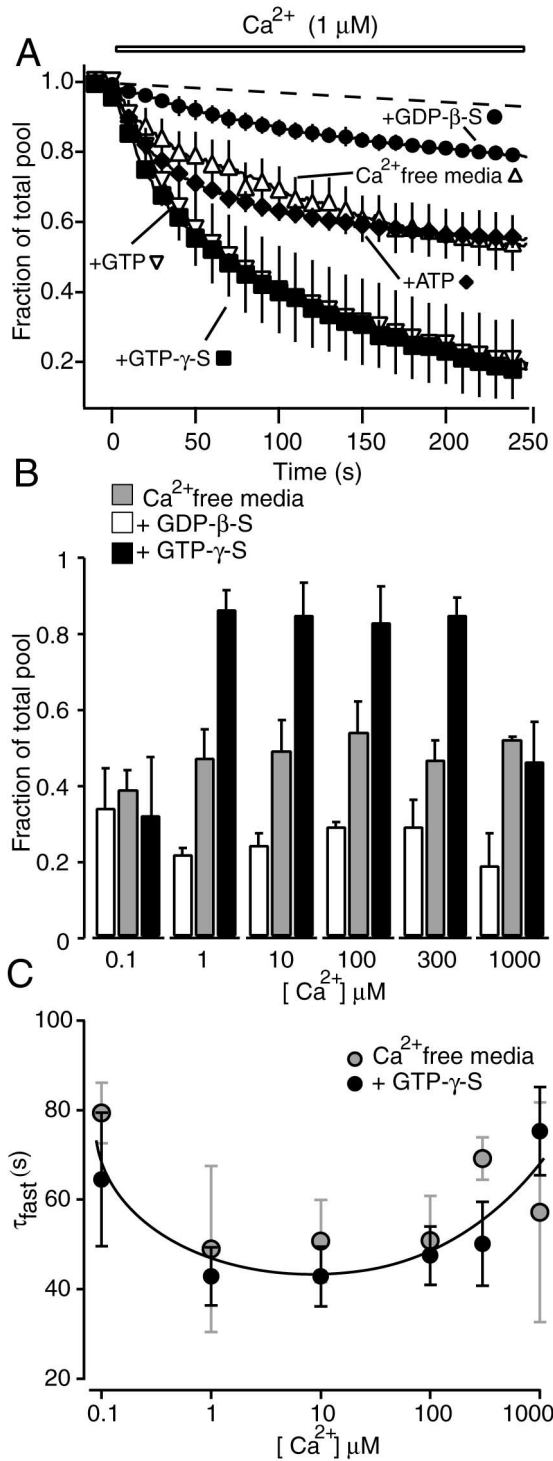 A
Ca2+ (1 μM)
1.0
0.8
0.6
0.4
0.2
Fraction of total pool
+GDP-β-S
Ca2+free media
+GTP
+ATP
+GTP-γ-S
0 50 100 150 200 250
Time (s)
B
Ca2+free media
+ GDP-β-S
+ GTP-γ-S
1
0.8
0.6
0.4
0.2
0
Fraction of total pool
0.1 1 10 100 300 1000
[ Ca2+] μM
C
Ca2+free media
+ GTP-γ-S
100
80
60
40
20
τfast(s)
0.1 1 10 100 1000
[ Ca2+] μM